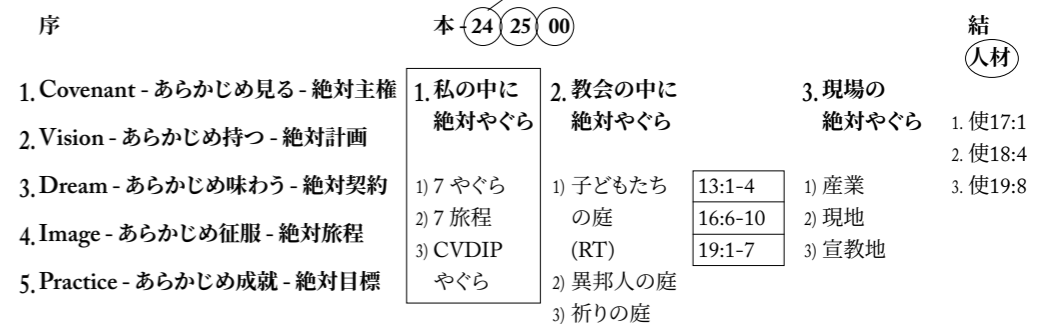 序
1. Covenant - あらかじめ見る - 絶対主権
2. Vision - あらかじめ持つ - 絶対計画
3. Dream - あらかじめ味わう - 絶対契約
4. Image - あらかじめ征服 - 絶対旅程
5. Practice - あらかじめ成就 - 絶対目標
本 - 24 25 00
1. 私の中に
絶対やぐら
1) 7 やぐら
2) 7 旅程
3) CVDIP
やぐら
2. 教会の中に
絶対やぐら
1) 子どもたち
の庭
(RT)
2) 異邦人の庭
3) 祈りの庭
13:1-4
16:6-10
19:1-7
3. 現場の
絶対やぐら
1) 産業
2) 現地
3) 宣教地
結
人材
1. 使17:1
2. 使18:4
3. 使19:8